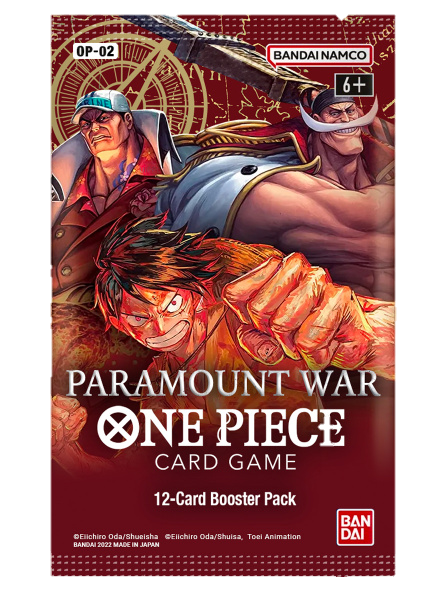 OP-02
BANDAI NAMCO
6+
MARINE
PARAMOUNT WAR
ONE PIECE
CARD GAME
12-Card Booster Pack
BAN
DAI
©Eiichiro Oda/Shueisha ©Eiichiro Oda/Shuisa, Toei Animation
BANDAI 2022 MADE IN JAPAN